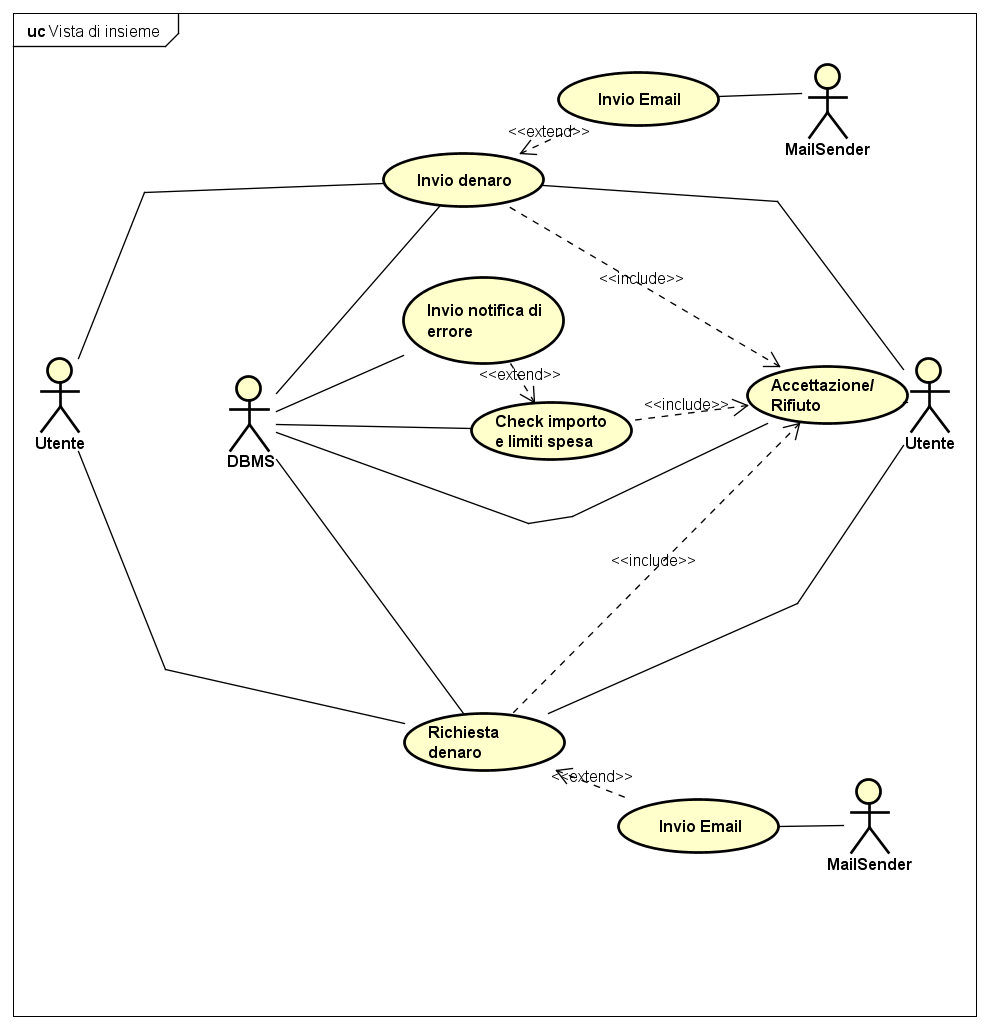 uc Vista di insieme
Invio Email
MailSender
<<extend>>
Invio denaro
<<include>>
Invio notifica di
errore
<<extend>>
Utente
DBMS
Check importo
e limiti spesa
<<include>>
Accettazione/
Rifiuto
Utente
<<include>>
Richiesta
denaro
<<extend>>
Invio Email
MailSender